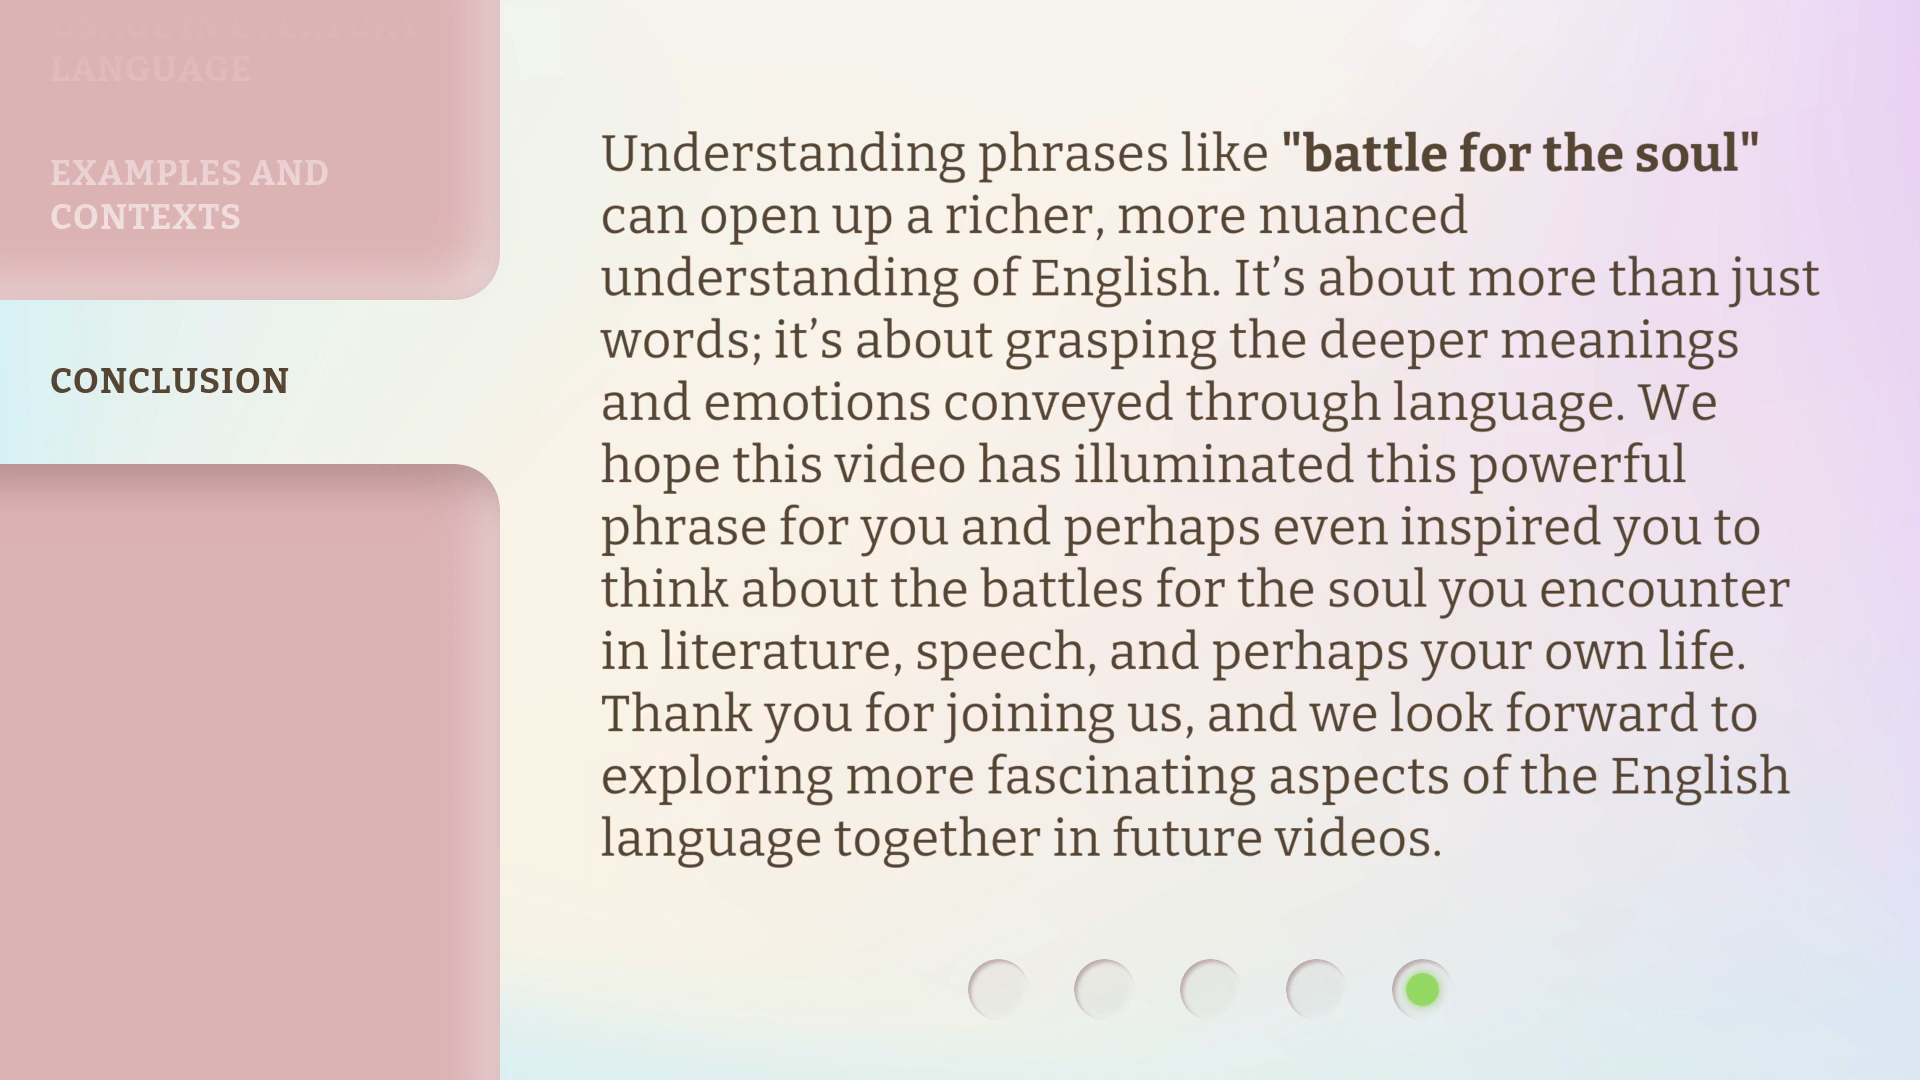 USAGE IN EVERYDAY
LANGUAGE
EXAMPLES AND
CONTEXTS
CONCLUSION
Understanding phrases like "battle for the soul"
can open up a richer, more nuanced
understanding of English. It’s about more than just
words; it’s about grasping the deeper meanings
and emotions conveyed through language. We
hope this video has illuminated this powerful
phrase for you and perhaps even inspired you to
think about the battles for the soul you encounter
in literature, speech, and perhaps your own life.
Thank you for joining us, and we look forward to
exploring more fascinating aspects of the English
language together in future videos.